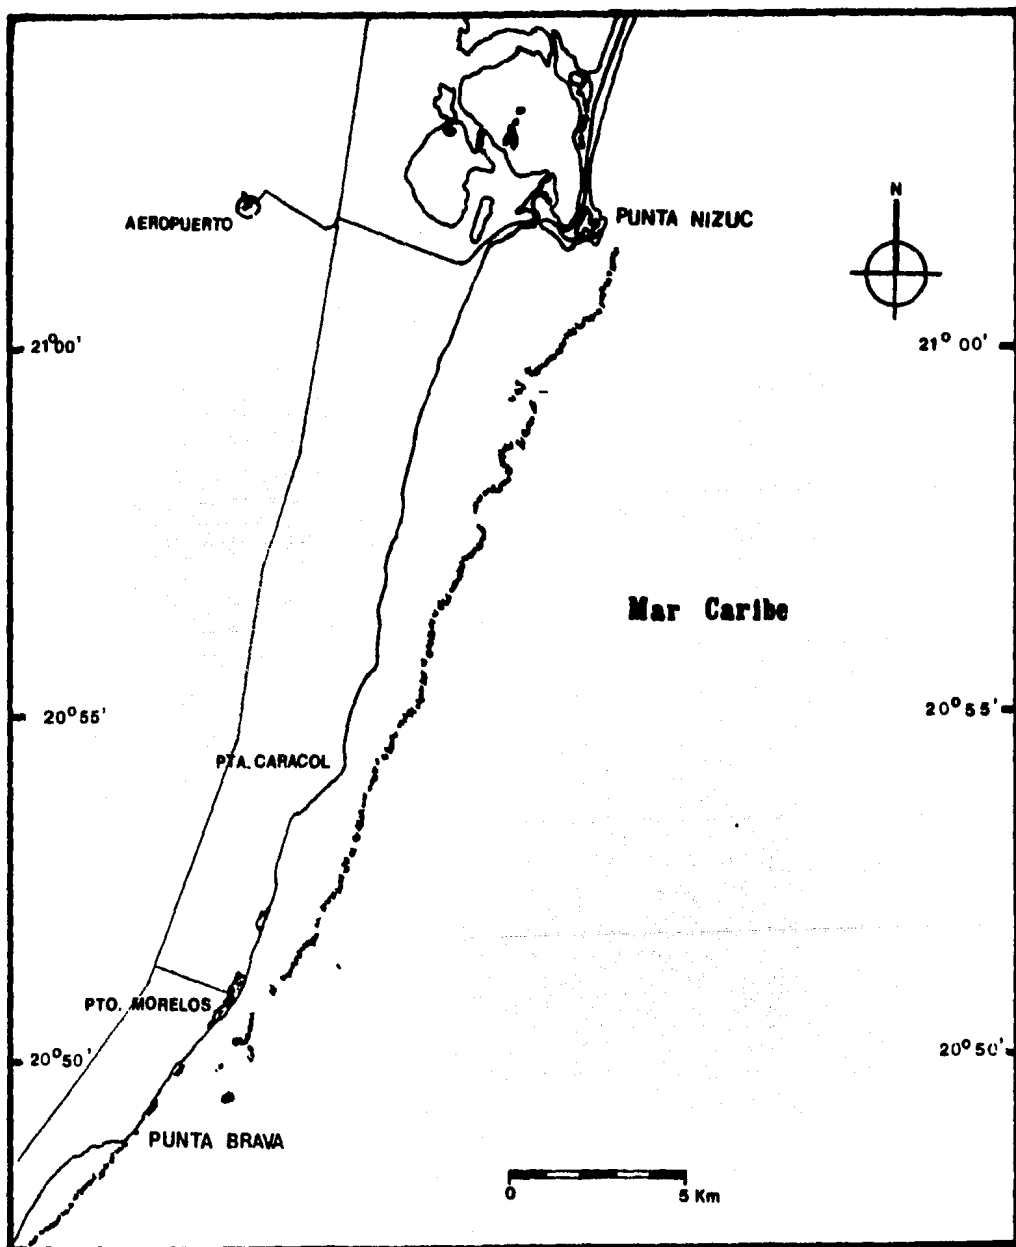 N
PUNTA NIZUC
AEROPUERTO
21°00'
21° 00'
Mar Caribe
20°55'
20°55'
PTA. CARACOL
PTO. MORELOS
20°50'
20°50'
PUNTA BRAVA
0
5 Km